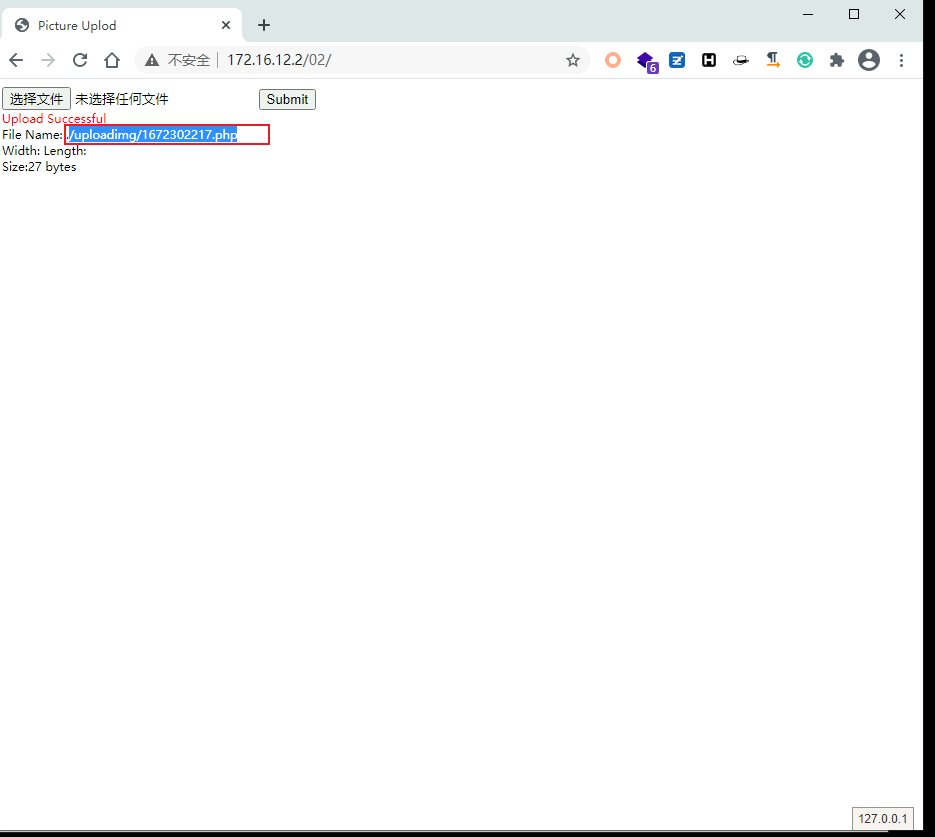 Picture Uplod
不安全 172.16.12.2/02/
6
选择文件 未选择任何文件 Submit
Upload Successful
File Name: ./uploadimg/1672302217.php
Width: Length:
Size:27 bytes
127.0.0.1